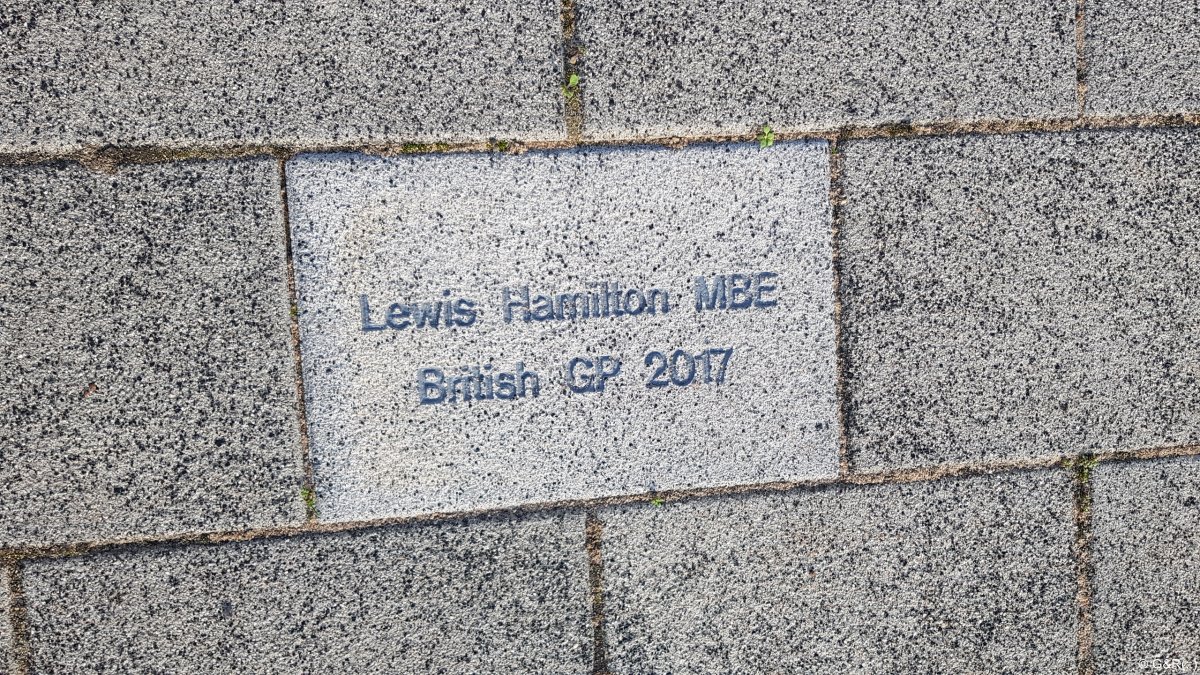 Lewis Hamilton MBE
British GP 2017
© G&R